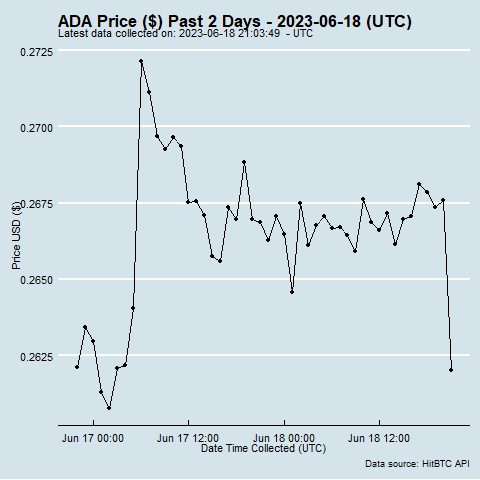 ADA Price ($) Past 2 Days - 2023-06-18 (UTC)
Latest data collected on: 2023-06-18 21:03:49 - UTC
0.2725
0.2700
0.2675
0.2650
0.2625
Price USD ($)
Jun 17 00:00 Jun 17 12:00 Jun 18 00:00 Jun 18 12:00
Date Time Collected (UTC)
Data source: HitBTC API